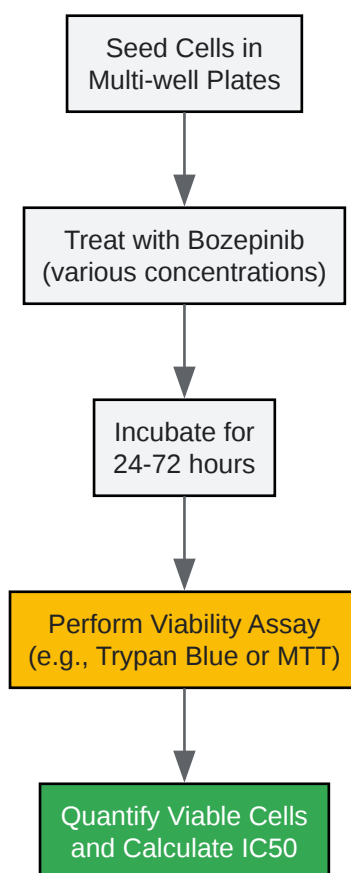 Seed Cells in
Multi-well Plates
Treat with Bozepinib
(various concentrations)
Incubate for
24-72 hours
Perform Viability Assay
(e.g., Trypan Blue or MTT)
Quantify Viable Cells
and Calculate IC50